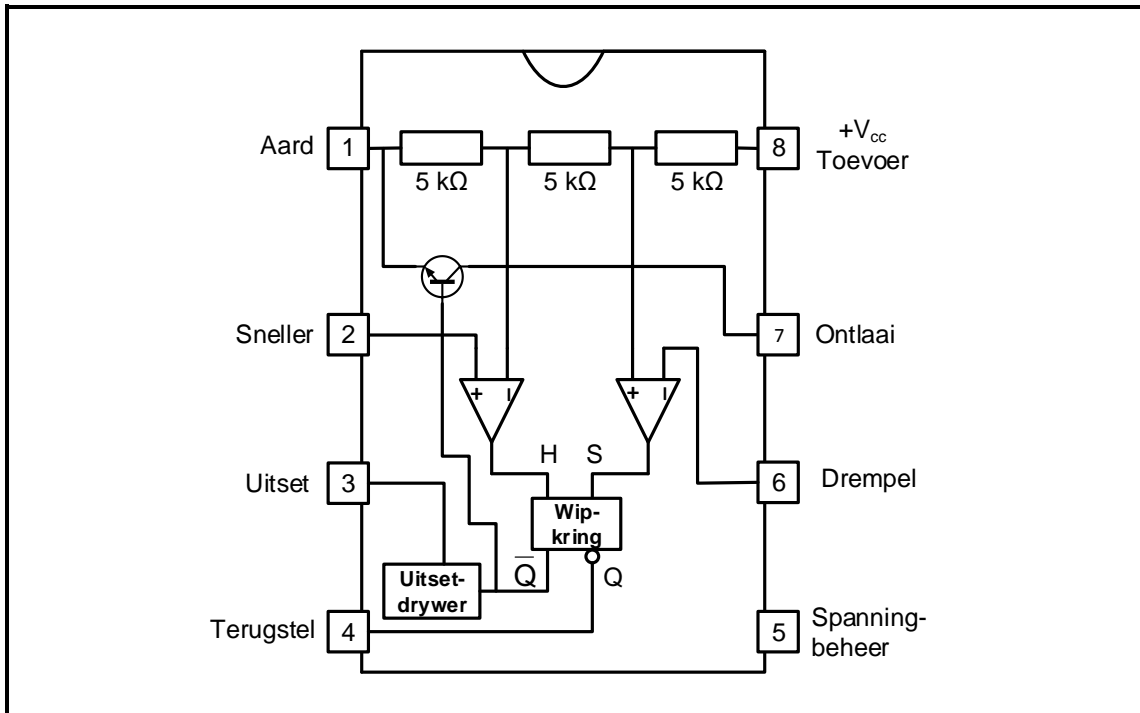 Aard
1
5 kΩ
5 kΩ
5 kΩ
8
+Vcc
Toevoer
Sneller
2
7
Ontlaai
+
–
+
–
H
S
Uitset
3
6
Drempel
Wip-
kring
Q̅
Q
Uitset-
drywer
Terugstel
4
5
Spanning-
beheer